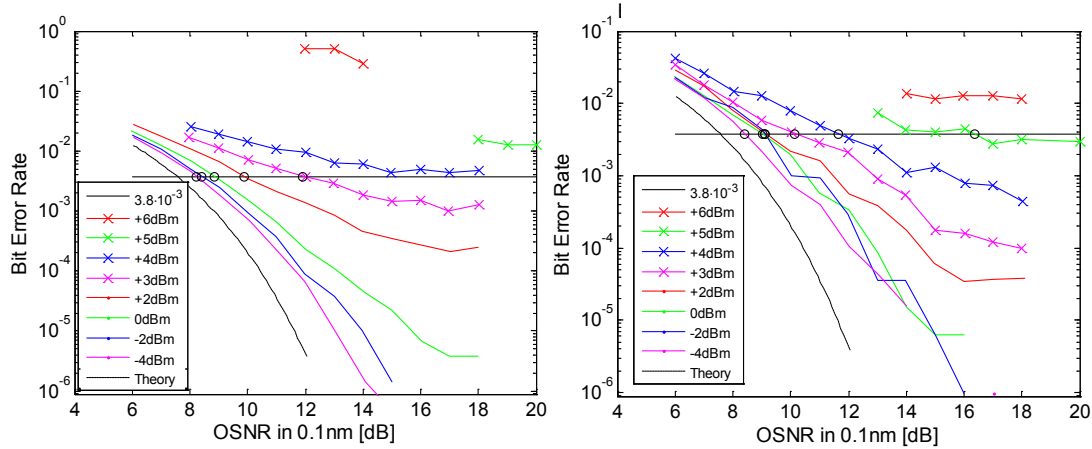 10^0
10^-1
10^-2
10^-3
10^-4
10^-5
10^-6
Bit Error Rate
3.8·10^-3
+6dBm
+5dBm
+4dBm
+3dBm
+2dBm
0dBm
-2dBm
-4dBm
Theory
4 6 8 10 12 14 16 18 20
OSNR in 0.1nm [dB]
10^-1
10^-2
10^-3
10^-4
10^-5
10^-6
Bit Error Rate
3.8·10^-3
+6dBm
+5dBm
+4dBm
+3dBm
+2dBm
0dBm
-2dBm
-4dBm
Theory
4 6 8 10 12 14 16 18 20
OSNR in 0.1nm [dB]